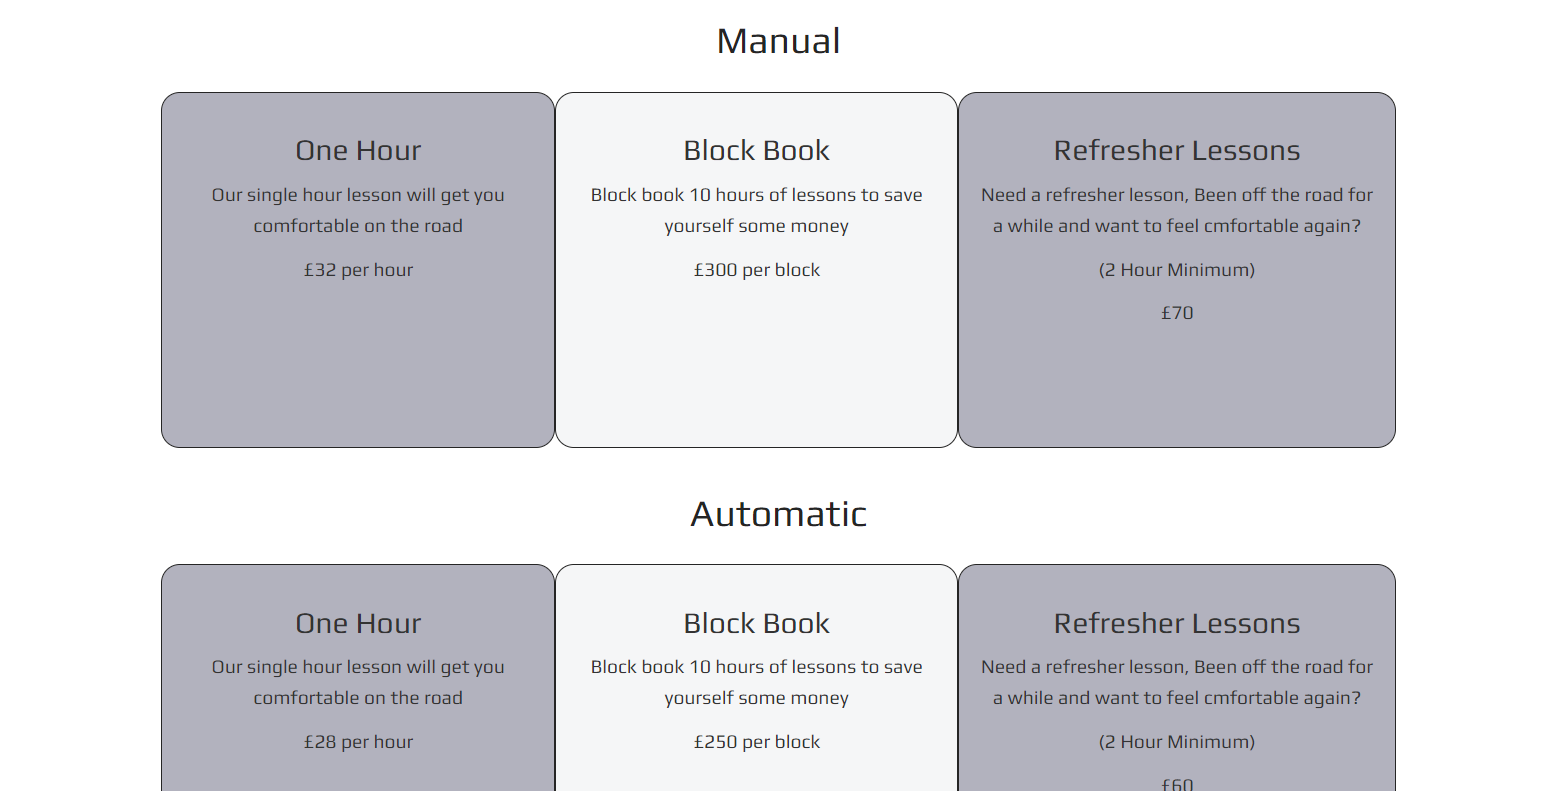 Manual
One Hour
Our single hour lesson will get you
comfortable on the road
£32 per hour
Block Book
Block book 10 hours of lessons to save
yourself some money
£300 per block
Refresher Lessons
Need a refresher lesson, Been off the road for
a while and want to feel cmfortable again?
(2 Hour Minimum)
£70
Automatic
One Hour
Our single hour lesson will get you
comfortable on the road
£28 per hour
Block Book
Block book 10 hours of lessons to save
yourself some money
£250 per block
Refresher Lessons
Need a refresher lesson, Been off the road for
a while and want to feel cmfortable again?
(2 Hour Minimum)
£60